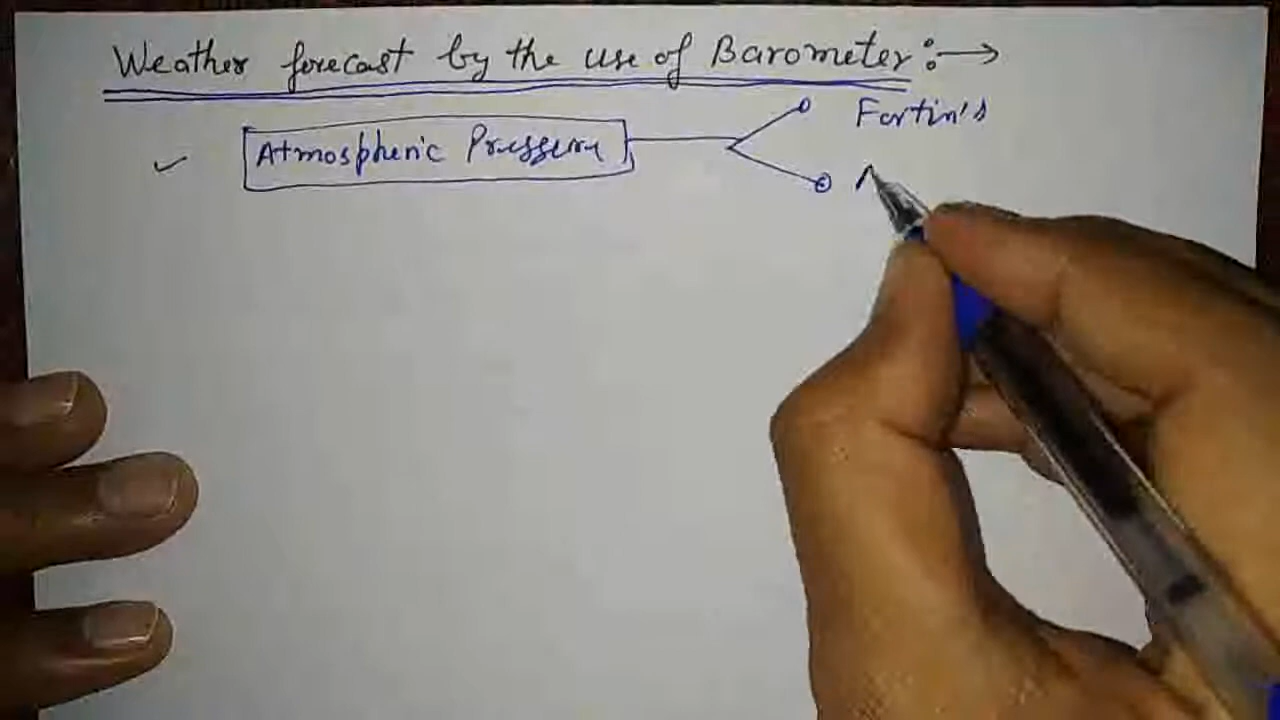 Weather forecast by the use of Barometer :→
Atmospheric Pressure
Fortin's